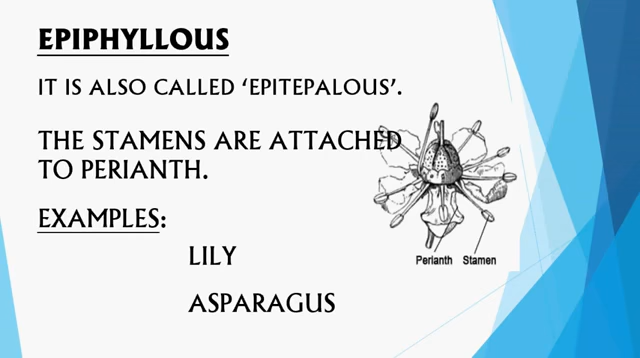 EPIPHYLLOUS
IT IS ALSO CALLED ‘EPITEPALOUS’.
THE STAMENS ARE ATTACHED
TO PERIANTH.
EXAMPLES:
LILY
ASPARAGUS
Perianth Stamen